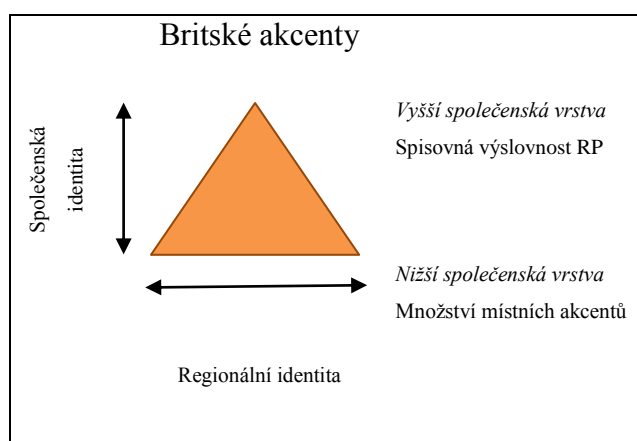 Britské akcenty
Společenská
identita
Vyšší společenská vrstva
Spisovná výslovnost RP
Nižší společenská vrstva
Množství místních akcentů
Regionální identita